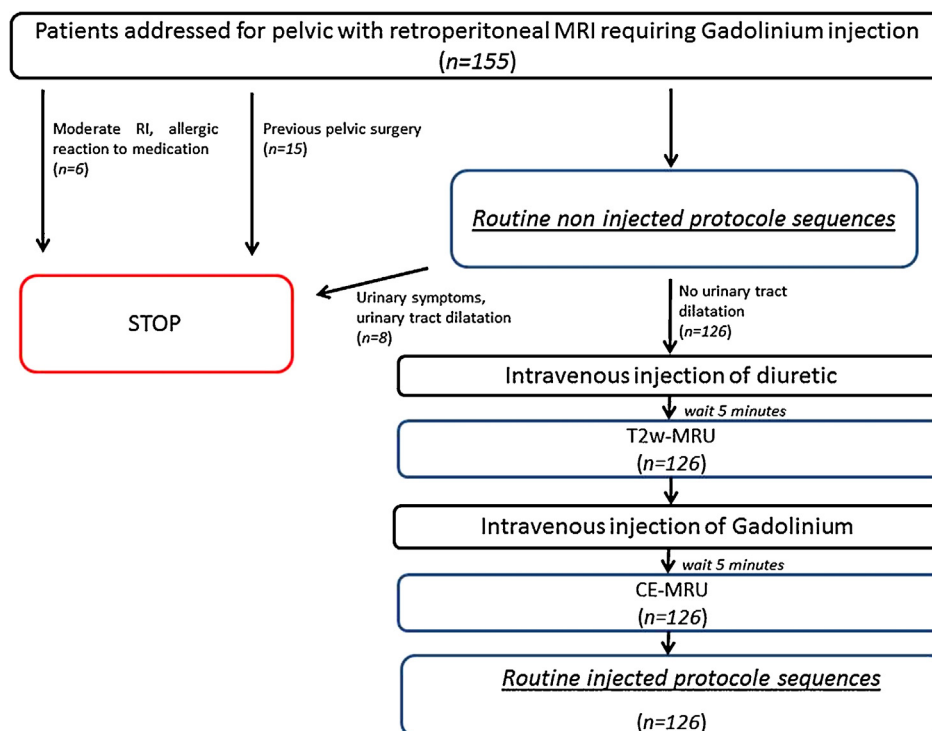 Patients addressed for pelvic with retroperitoneal MRI requiring Gadolinium injection
(n=155)
Moderate RI, allergic
reaction to medication
(n=6)
Previous pelvic surgery
(n=15)
Routine non injected protocole sequences
STOP
Urinary symptoms,
urinary tract dilatation
(n=8)
No urinary tract
dilatation
(n=126)
Intravenous injection of diuretic
wait 5 minutes
T2w-MRU
(n=126)
Intravenous injection of Gadolinium
wait 5 minutes
CE-MRU
(n=126)
Routine injected protocole sequences
(n=126)